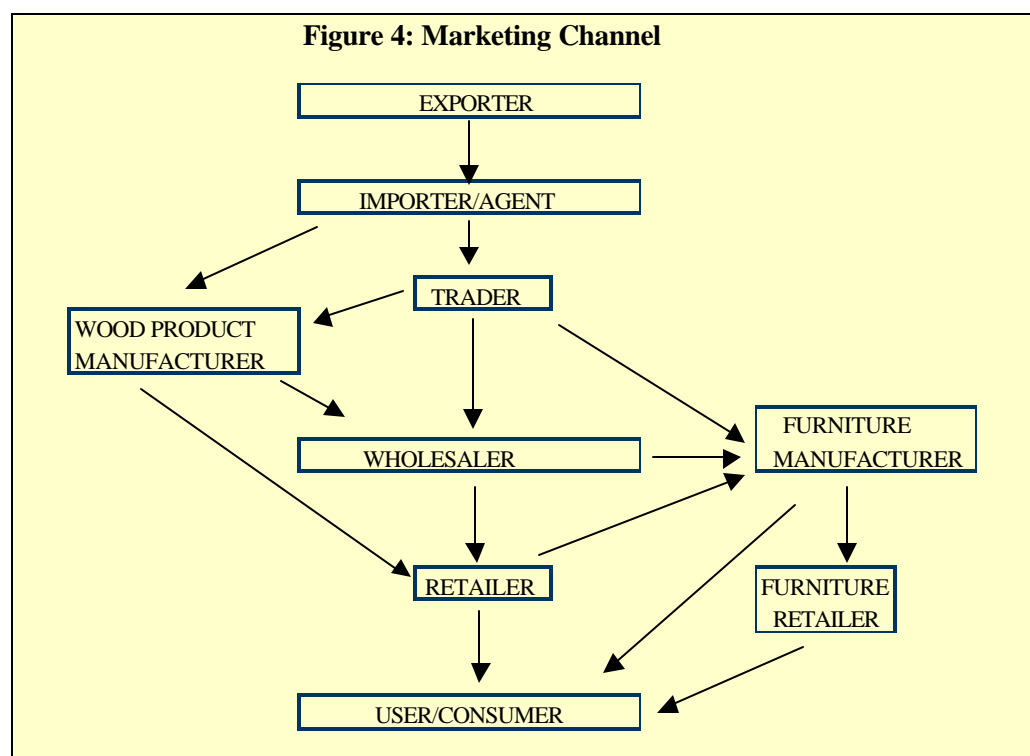 Figure 4: Marketing Channel
EXPORTER
IMPORTER/AGENT
TRADER
WOOD PRODUCT
MANUFACTURER
FURNITURE
MANUFACTURER
WHOLESALER
RETAILER
FURNITURE
RETAILER
USER/CONSUMER